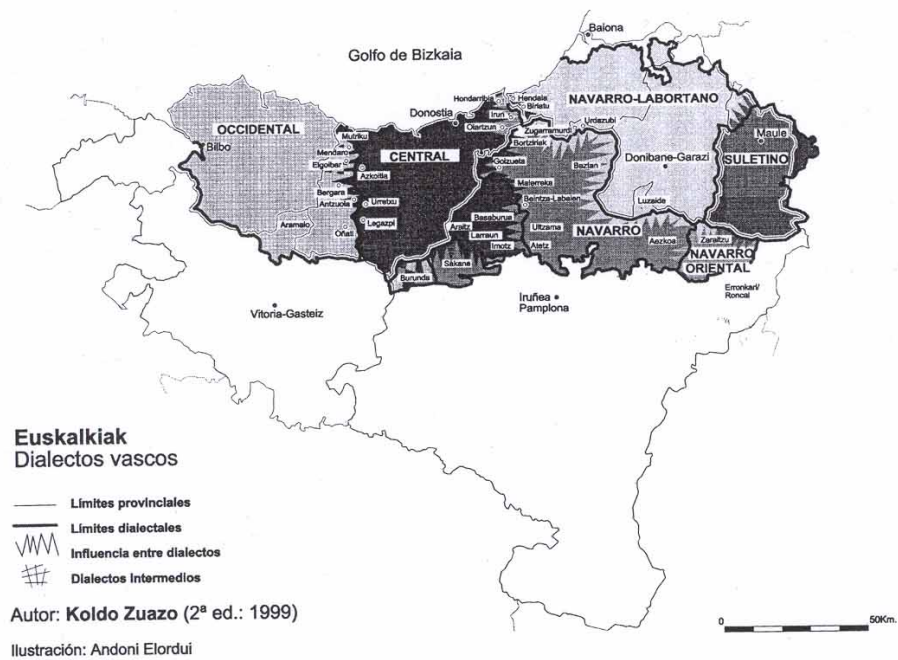 Baiona
Golfo de Bizkaia
Hondarribia
Hendaia
Biriatu
NAVARRO-LABORTANO
Donostia
Irun
Oiartzun
Urdazubi
Zugarramurdi
OCCIDENTAL
Bilbo
Mutriku
Mendaro
Elgoibar
CENTRAL
Azkoitia
Bortziriak
Goizueta
Baztan
Donibane-Garazi
Maule
SULETINO
Bergara
Antzuola
Urretxu
Malerreka
Beintza-Labaien
Luzaide
Aramaio
Oñati
Legazpi
Basaburua
Araitz
Larraun
Imotz
Ultzama
Atetz
NAVARRO
Aezkoa
Zaraitzu
NAVARRO
ORIENTAL
Burunda
Sakana
Erronkari/
Roncal
Vitoria-Gasteiz
Iruñea
Pamplona
Euskalkiak
Dialectos vascos
Límites provinciales
Límites dialectales
Influencia entre dialectos
Dialectos Intermedios
Autor: Koldo Zuazo (2ª ed.: 1999)
Ilustración: Andoni Elordui
0 50Km.